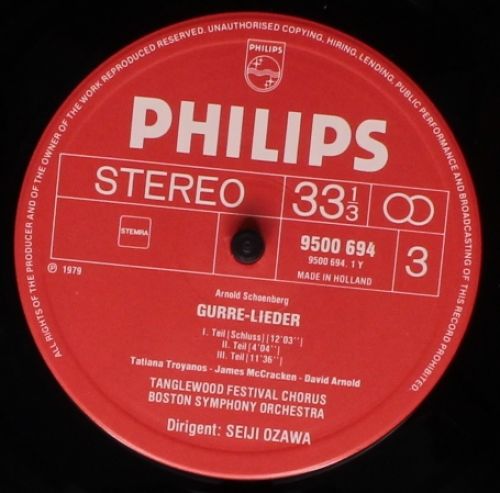 ALL RIGHTS OF THE PRODUCER AND OF THE OWNER OF THE WORK REPRODUCED RESERVED. UNAUTHORISED COPYING, HIRING, LENDING, PUBLIC PERFORMANCE AND BROADCASTING OF THIS RECORD PROHIBITED.
PHILIPS
PHILIPS
STEREO 33 1/3
STEMRA
9500 694
9500 694.1 Y
MADE IN HOLLAND
3
℗ 1979
Arnold Schoenberg
GURRE-LIEDER
I. Teil [Schluss] [12'03"]
II. Teil [4'04"]
III. Teil [11'36"]
Tatiana Troyanos - James McCracken - David Arnold
TANGLEWOOD FESTIVAL CHORUS
BOSTON SYMPHONY ORCHESTRA
Dirigent: SEIJI OZAWA